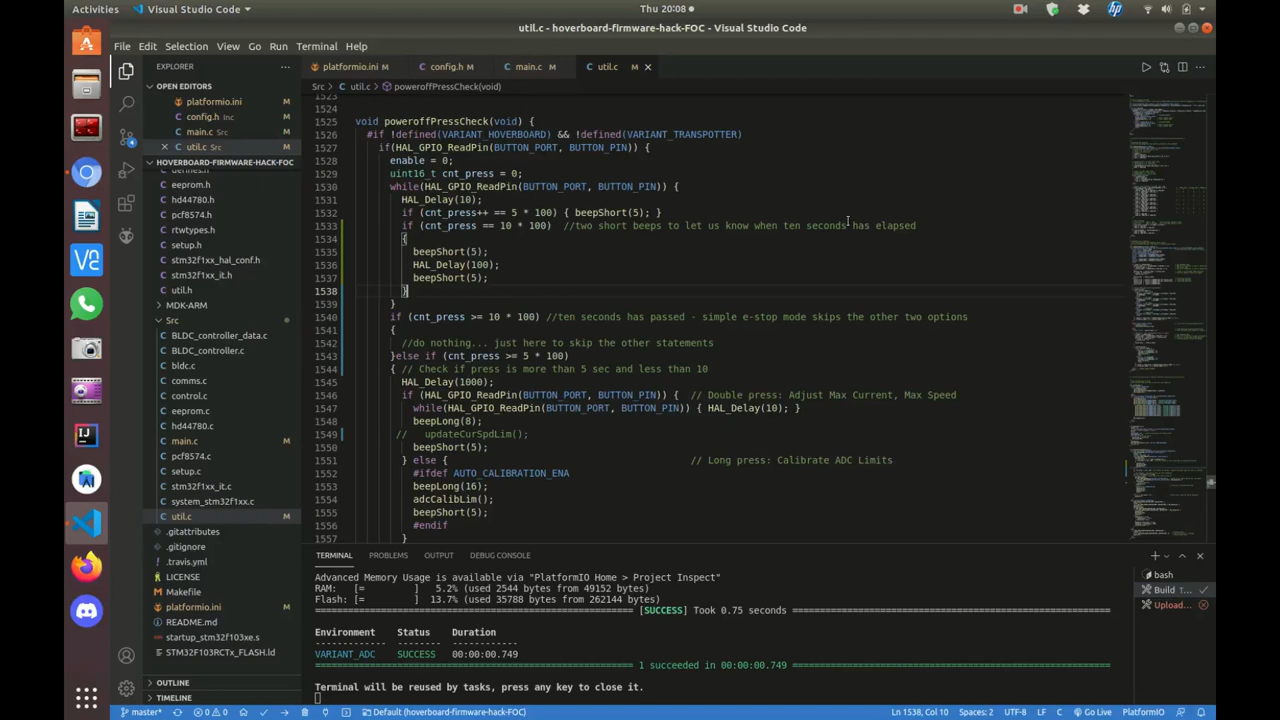 Activities
Visual Studio Code
Thu 20:08
util.c - hoverboard-firmware-hack-FOC - Visual Studio Code
File Edit Selection View Go Run Terminal Help
EXPLORER
platformio.ini M
config.h M
main.c M
util.c M
Src > util.c > poweroffPressCheck(void)
OPEN EDITORS
platformio.ini M
config.h Inc M
main.c Src M
util.c Src M
HOVERBOARD-FIRMWARE-HACK-FOC
defines.h
eeprom.h
hd44780.h
pcf8574.h
rtwtypes.h
setup.h
stm32f1xx_hal_conf.h
stm32f1xx_it.h
util.h
MDK-ARM
Src
BLDC_controller_data.c
BLDC_controller.c
bldc.c
comms.c
control.c
eeprom.c
hd44780.c
main.c M
pcf8574.c
setup.c
stm32f1xx_it.c
system_stm32f1xx.c
util.c M
.gitattributes
.gitignore
.travis.yml
LICENSE
Makefile
platformio.ini M
README.md
startup_stm32f103xe.s
STM32F103RCTx_FLASH.ld
OUTLINE
TIMELINE
1523
1524
1525 void poweroffPressCheck(void) {
1526 #if !defined(VARIANT_HOVERBOARD) && !defined(VARIANT_TRANSPOTTER)
1527 if(HAL_GPIO_ReadPin(BUTTON_PORT, BUTTON_PIN)) {
1528 enable = 0;
1529 uint16_t cnt_press = 0;
1530 while(HAL_GPIO_ReadPin(BUTTON_PORT, BUTTON_PIN)) {
1531 HAL_Delay(10);
1532 if (cnt_press++ == 5 * 100) { beepShort(5); }
1533 if (cnt_press == 10 * 100) //two short beeps to let us know when ten seconds has elapsed
1534 {
1535 beepShort(5);
1536 HAL_Delay(100);
1537 beepShort(5);
1538 }
1539 }
1540 if (cnt_press >= 10 * 100) //ten seconds has passed - simple e-stop mode skips the other two options
1541 {
1542 //do nothing.. just here to skip the other statements
1543 }else if (cnt_press >= 5 * 100)
1544 { // Check if press is more than 5 sec and less than 10
1545 HAL_Delay(1000);
1546 if (HAL_GPIO_ReadPin(BUTTON_PORT, BUTTON_PIN)) { // Double press: Adjust Max Current, Max Speed
1547 while(HAL_GPIO_ReadPin(BUTTON_PORT, BUTTON_PIN)) { HAL_Delay(10); }
1548 beepLong(8);
1549 // updateCurSpdLim();
1550 beepShort(5);
1551 } else { // Long press: Calibrate ADC Limits
1552 #ifdef AUTO_CALIBRATION_ENA
1553 beepLong(16);
1554 adcCalibLim();
1555 beepShort(5);
1556 #endif
1557 }
TERMINAL PROBLEMS OUTPUT DEBUG CONSOLE
Advanced Memory Usage is available via "PlatformIO Home > Project Inspect"
RAM: [= ] 5.2% (used 2544 bytes from 49152 bytes)
Flash: [= ] 13.7% (used 35788 bytes from 262144 bytes)
[SUCCESS] Took 0.75 seconds
Environment Status Duration
VARIANT_ADC SUCCESS 00:00:00.749
1 succeeded in 00:00:00.749
Terminal will be reused by tasks, press any key to close it.
bash
Build T...
Upload...
master* 0 0 Default (hoverboard-firmware-hack-FOC)
Ln 1538, Col 10 Spaces: 2 UTF-8 LF C Go Live PlatformIO